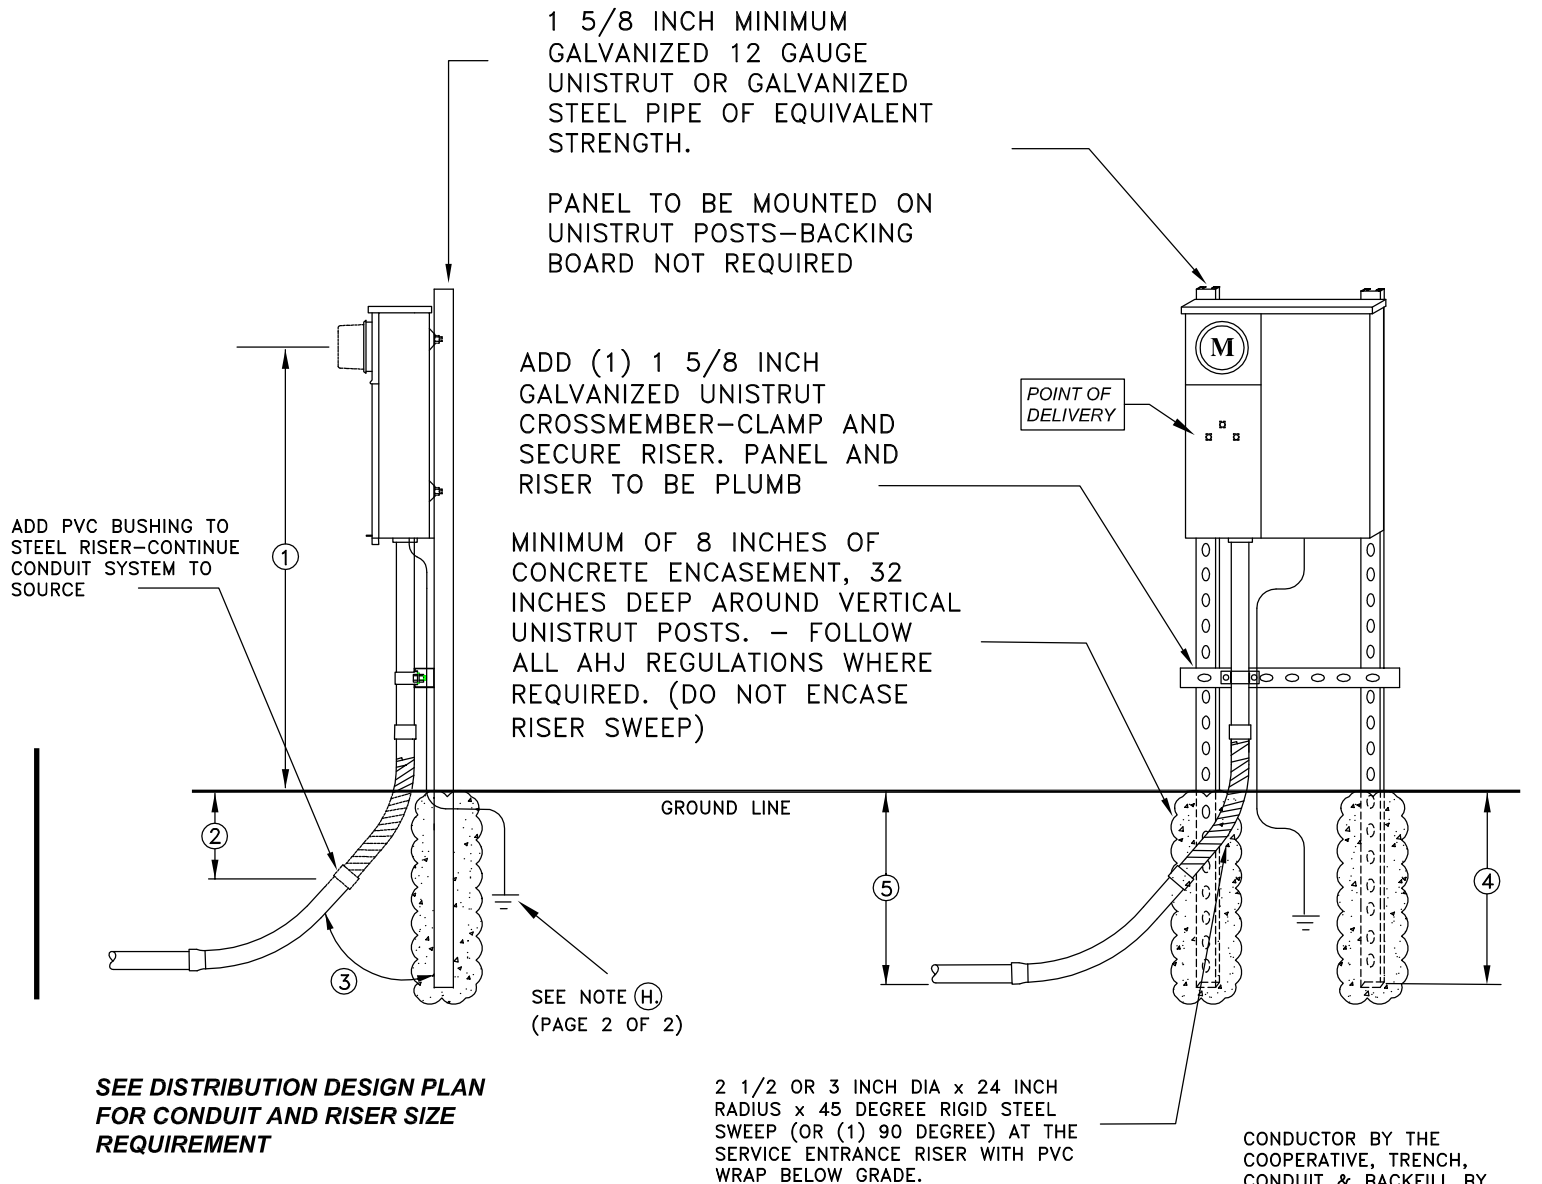 1 5/8 INCH MINIMUM
GALVANIZED 12 GAUGE
UNISTRUT OR GALVANIZED
STEEL PIPE OF EQUIVALENT
STRENGTH.
PANEL TO BE MOUNTED ON
UNISTRUT POSTS-BACKING
BOARD NOT REQUIRED
M
ADD (1) 1 5/8 INCH
GALVANIZED UNISTRUT
CROSSMEMBER-CLAMP AND
SECURE RISER. PANEL AND
RISER TO BE PLUMB
POINT OF
DELIVERY
ADD PVC BUSHING TO
STEEL RISER-CONTINUE
CONDUIT SYSTEM TO
SOURCE
1
MINIMUM OF 8 INCHES OF
CONCRETE ENCASEMENT, 32
INCHES DEEP AROUND VERTICAL
UNISTRUT POSTS. - FOLLOW
ALL AHJ REGULATIONS WHERE
REQUIRED. (DO NOT ENCASE
RISER SWEEP)
GROUND LINE
2
5
4
3
SEE NOTE H.
(PAGE 2 OF 2)
SEE DISTRIBUTION DESIGN PLAN
FOR CONDUIT AND RISER SIZE
REQUIREMENT
2 1/2 OR 3 INCH DIA x 24 INCH
RADIUS x 45 DEGREE RIGID STEEL
SWEEP (OR (1) 90 DEGREE) AT THE
SERVICE ENTRANCE RISER WITH PVC
WRAP BELOW GRADE.
CONDUCTOR BY THE
COOPERATIVE, TRENCH,
CONDUIT & BACKFILL BY